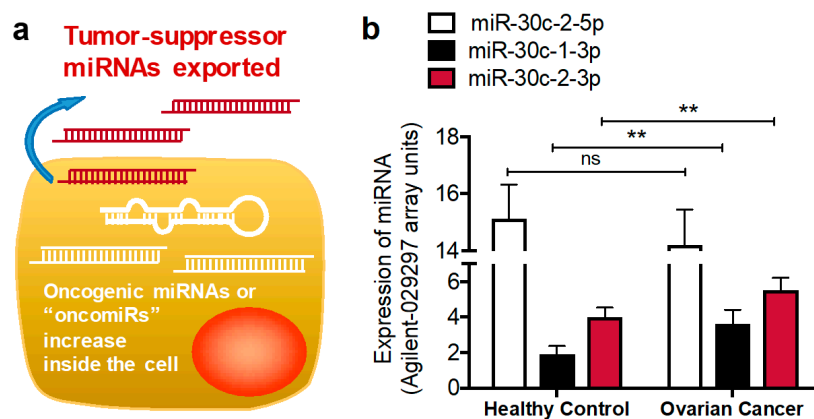 a
Tumor-suppressor
miRNAs exported
Oncogenic miRNAs or
“oncomiRs”
increase
inside the cell
b
miR-30c-2-5p
miR-30c-1-3p
miR-30c-2-3p
Expression of miRNA
(Agilent-029297 array units)
16
14
6
4
2
0
**
**
ns
Healthy Control
Ovarian Cancer